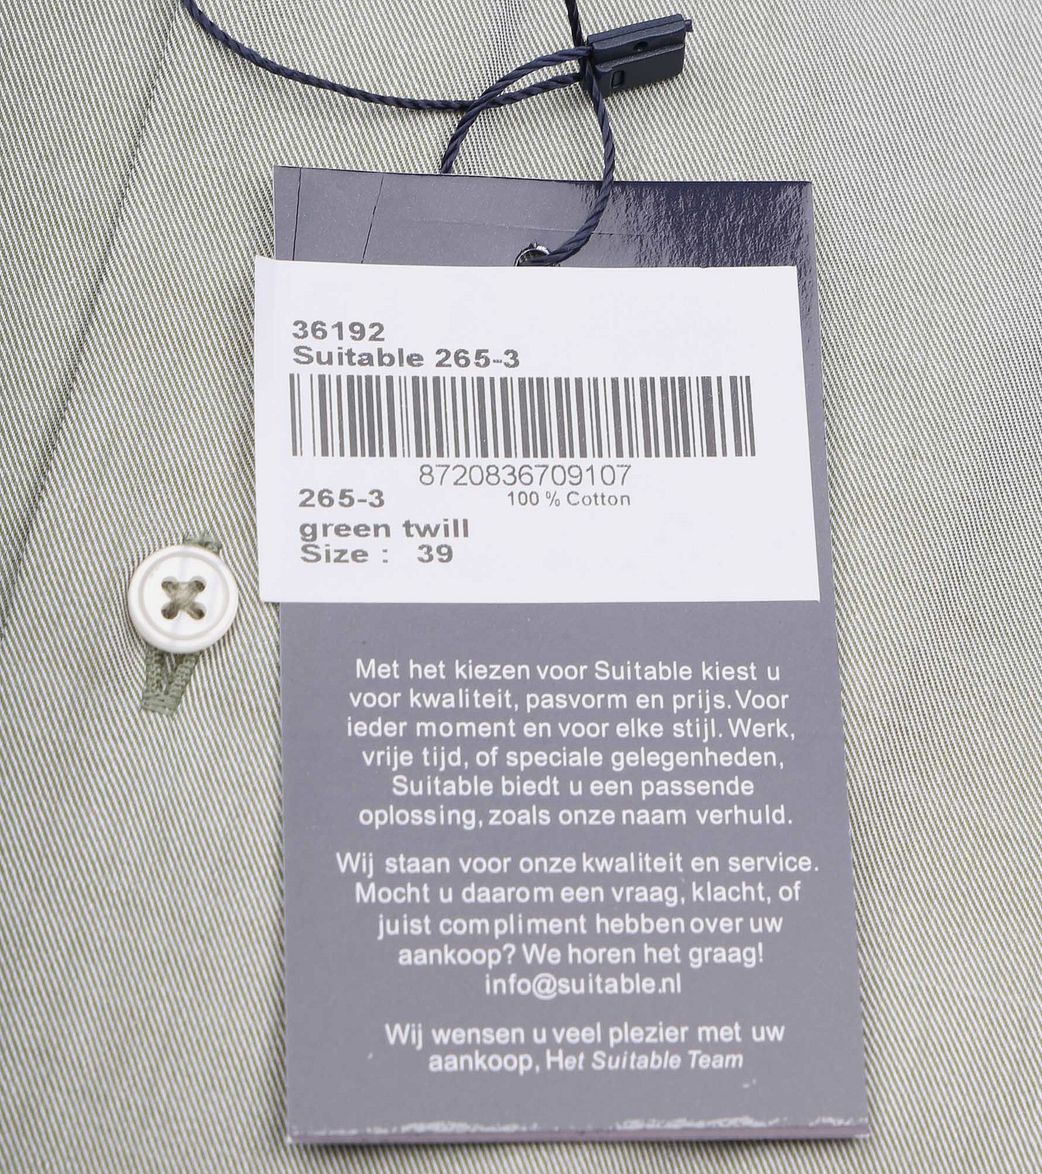 36192
Suitable 265-3
8720836709107
265-3
100 % Cotton
green twill
Size : 39
Met het kiezen voor Suitable kiest u
voor kwaliteit, pasvorm en prijs. Voor
ieder moment en voor elke stijl. Werk,
vrije tijd, of speciale gelegenheden,
Suitable biedt u een passende
oplossing, zoals onze naam verhuld.
Wij staan voor onze kwaliteit en service.
Mocht u daarom een vraag, klacht, of
juist compliment hebben over uw
aankoop? We horen het graag!
info@suitable.nl
Wij wensen u veel plezier met uw
aankoop, Het Suitable Team